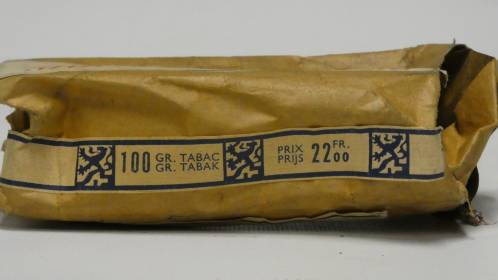 100 GR. TABAC PRIX 22 FR.
GR. TABAK PRIJS 00